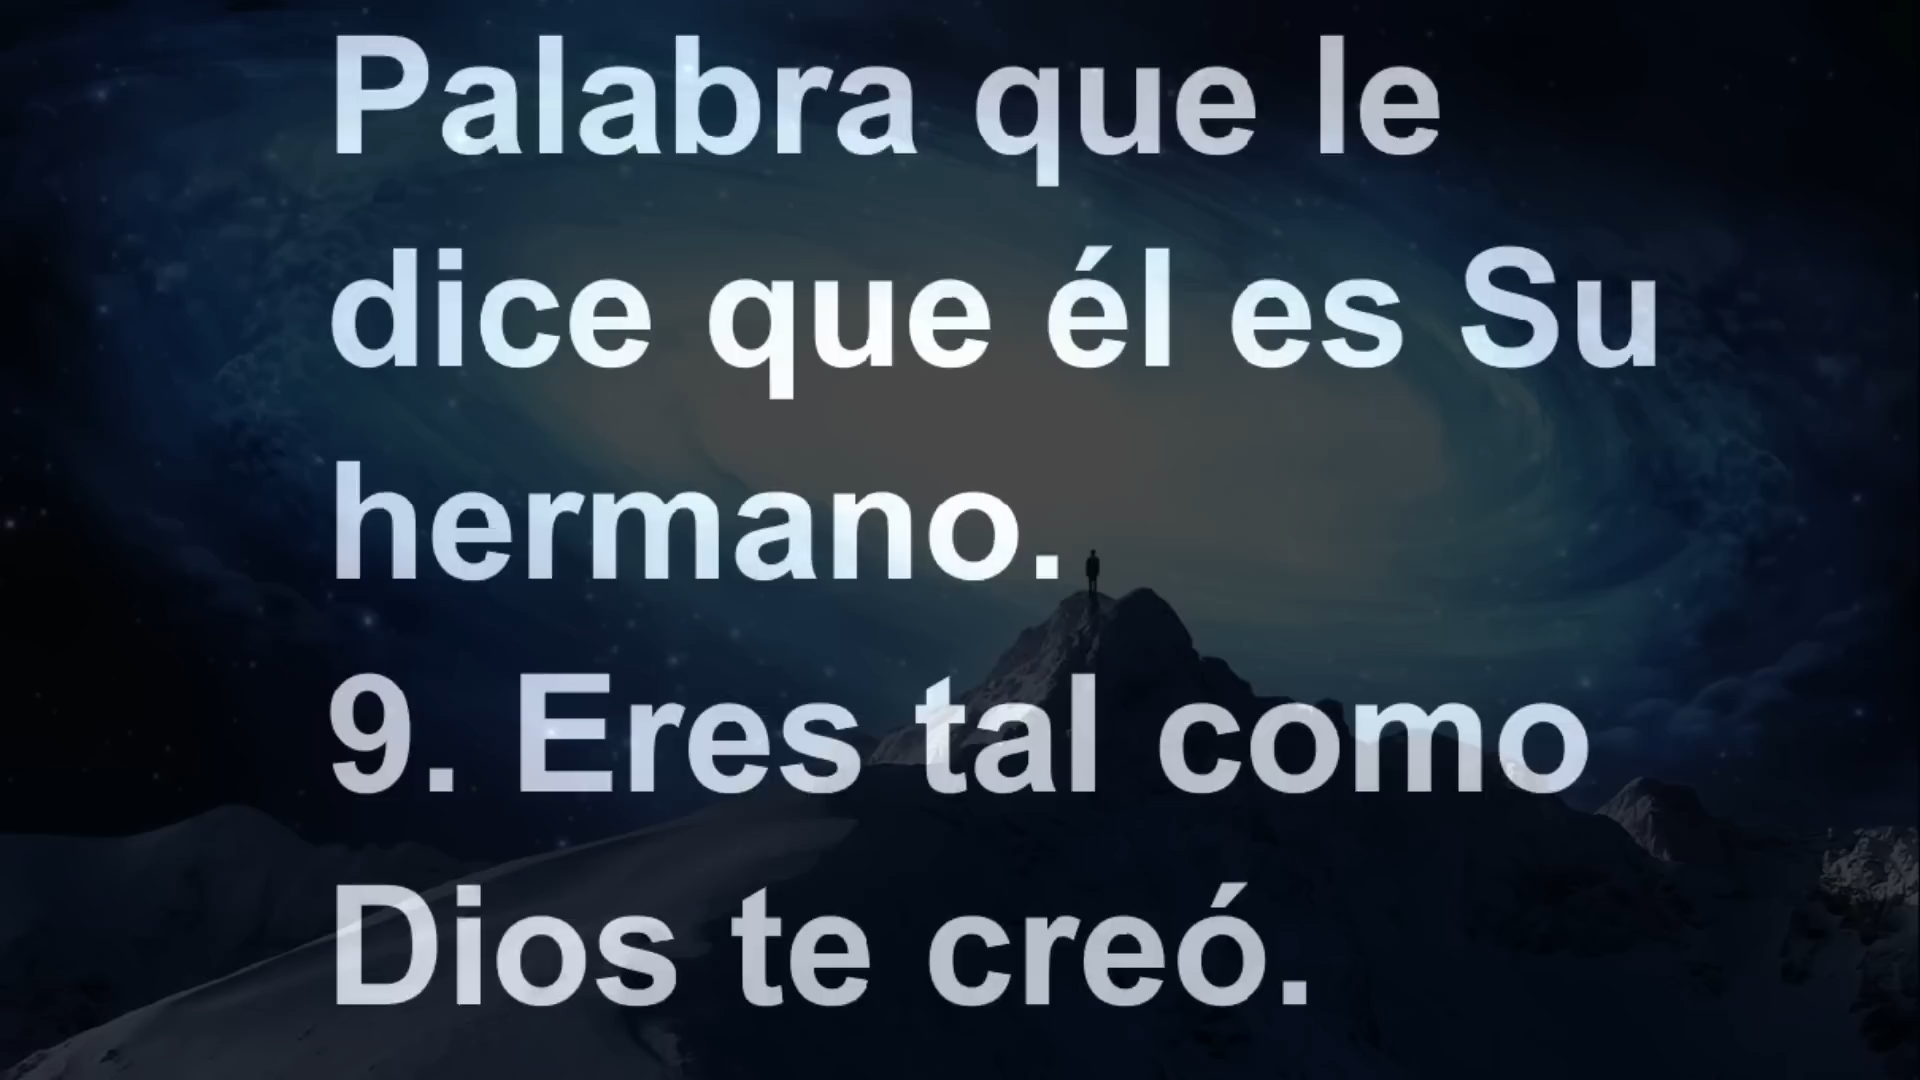 Palabra que le
dice que él es Su
hermano.
9. Eres tal como
Dios te creó.